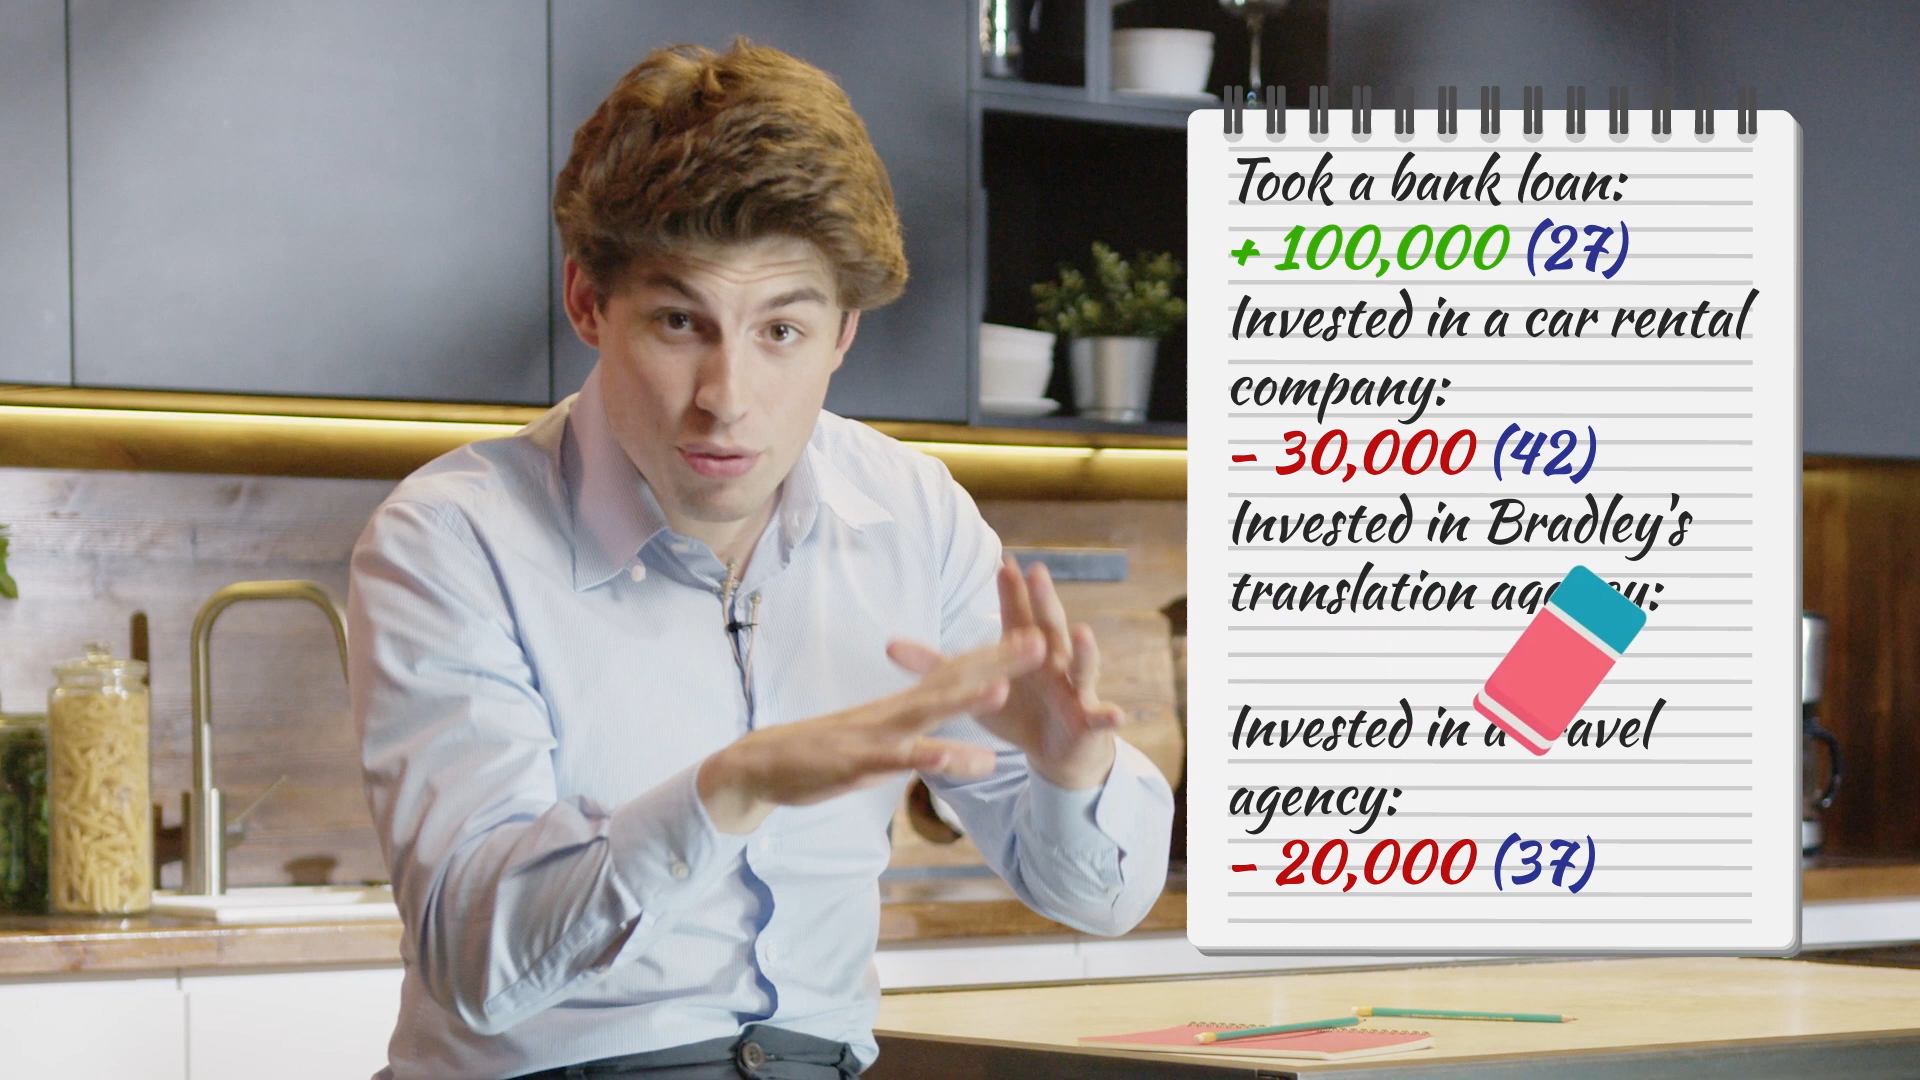 Took a bank loan:
+ 100,000 (27)
Invested in a car rental
company:
- 30,000 (42)
Invested in Bradley's
translation
Invested in a
agency:
- 20,000 (37)